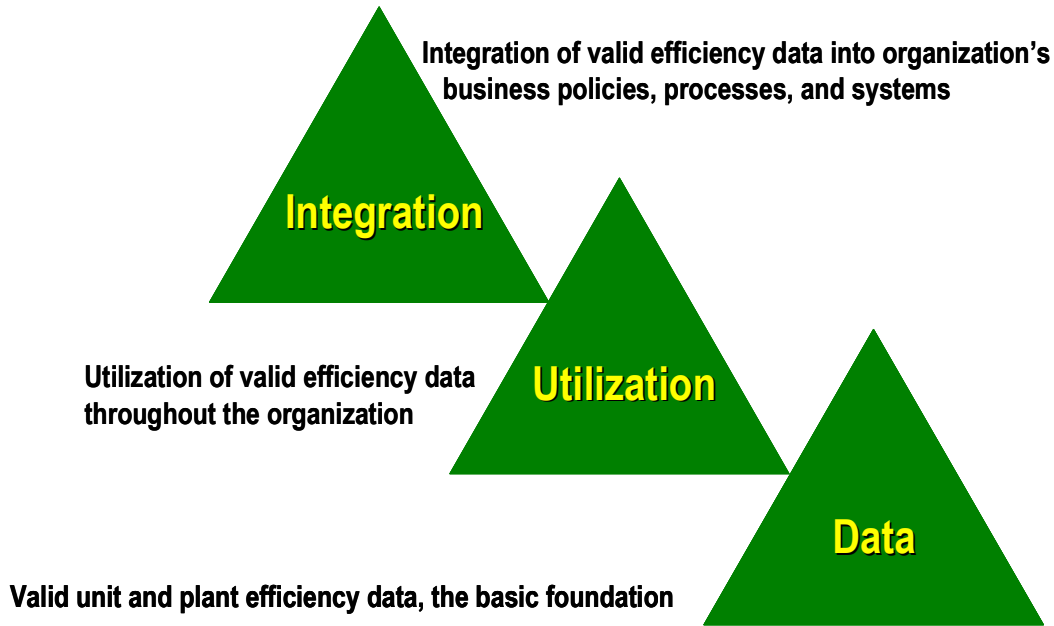 Integration of valid efficiency data into organization’s
business policies, processes, and systems
Integration
Utilization of valid efficiency data
throughout the organization
Utilization
Data
Valid unit and plant efficiency data, the basic foundation